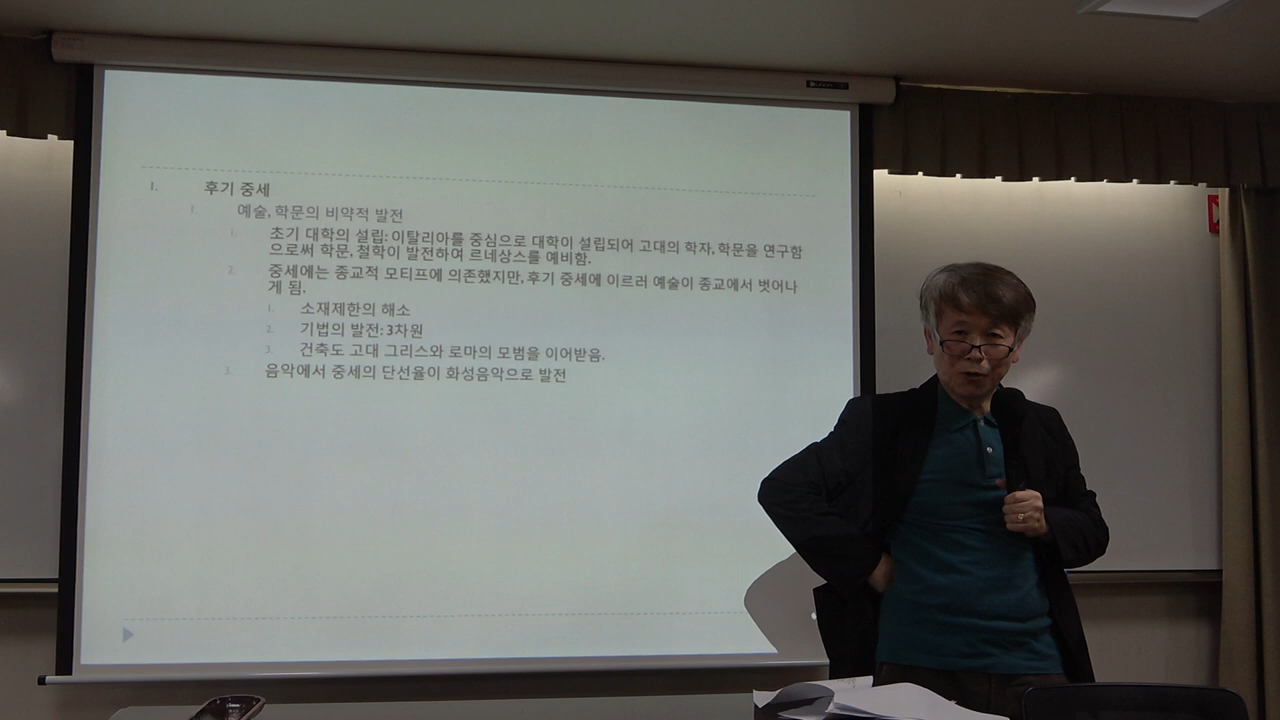 I. 후기 중세
1. 예술, 학문의 비약적 발전
1. 초기 대학의 설립: 이탈리아를 중심으로 대학이 설립되어 고대의 학자, 학문을 연구함
으로써 학문, 철학이 발전하여 르네상스를 예비함.
2. 중세에는 종교적 모티프에 의존했지만, 후기 중세에 이르러 예술이 종교에서 벗어나
게 됨.
1. 소재제한의 해소
2. 기법의 발전: 3차원
3. 건축도 고대 그리스와 로마의 모범을 이어받음.
3. 음악에서 중세의 단선율이 화성음악으로 발전